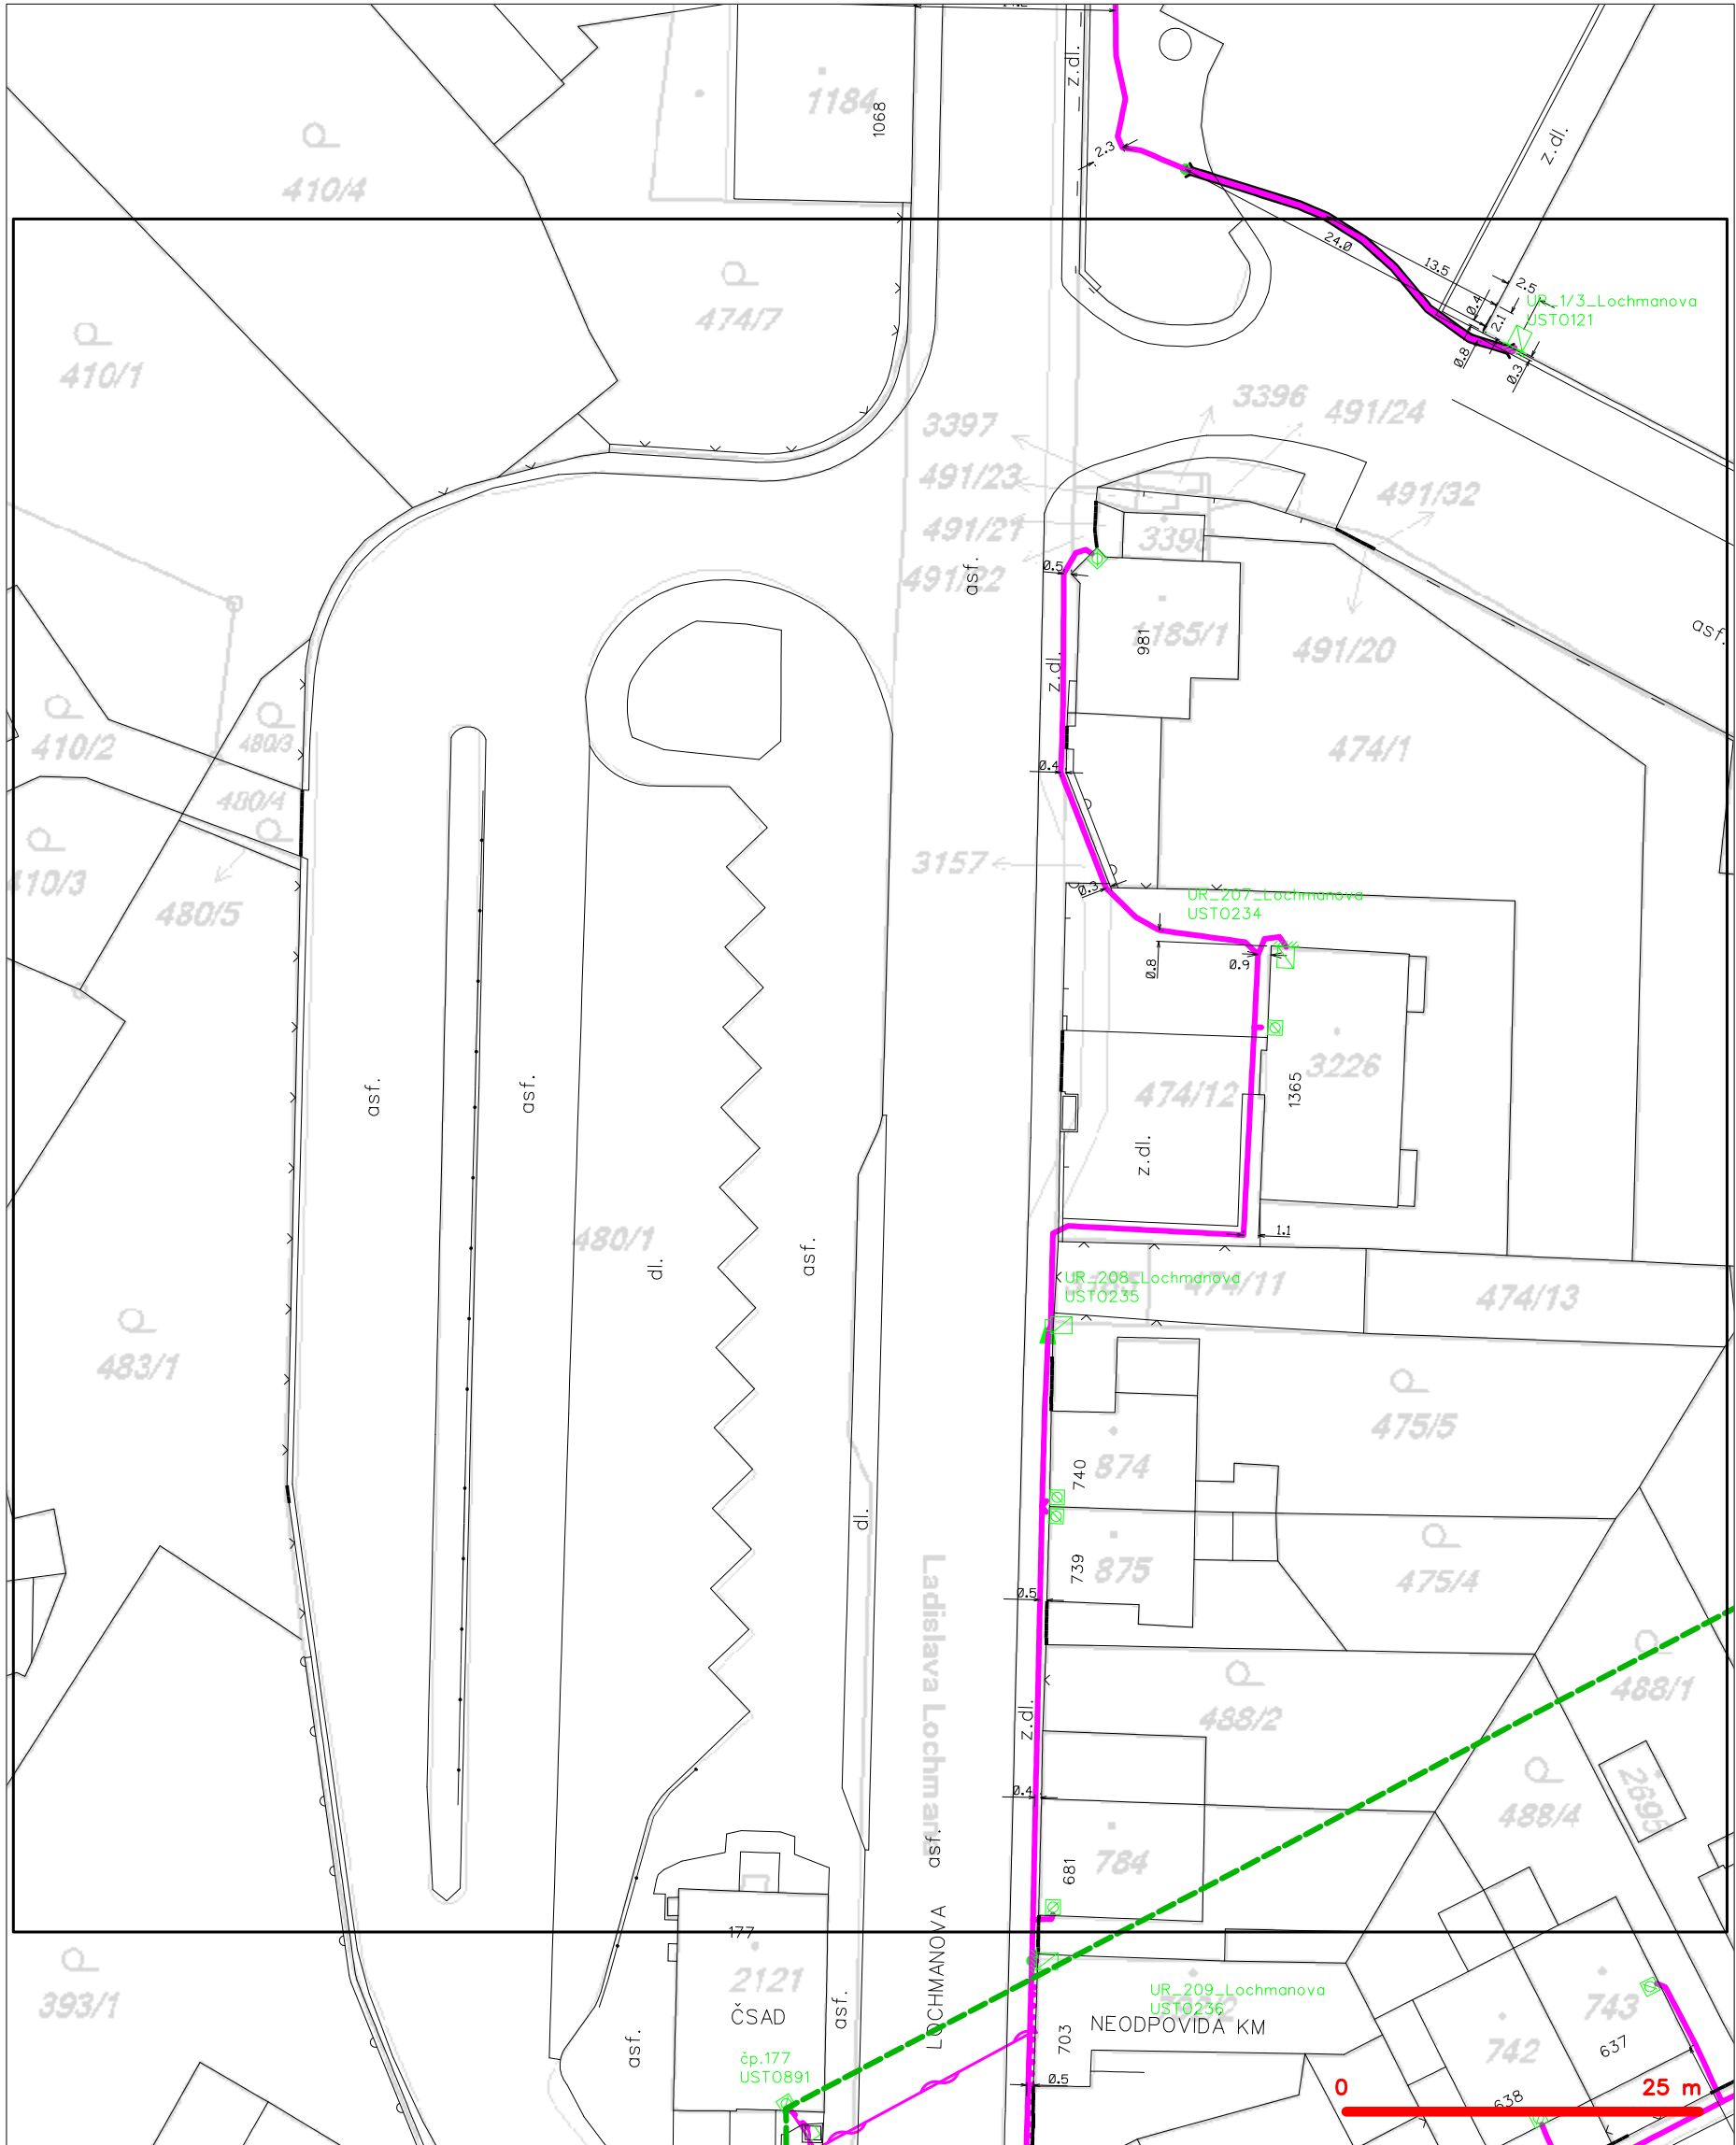 z.dl.
1184
1068
2.3
410/4
z.dl.
474/7
24.0
13.5
2.5
0.4
2.1
0.8
0.3
UR_1/3_Lochmanova
UST0121
410/1
3396
491/24
3397
491/23
491/32
491/21
3398
491/22
asf.
0.5
1185/1
981
491/20
asf.
z.dl.
410/2
480/3
474/1
0.4
480/4
410/3
480/5
3157
0.3
UR_207_Lochmanova
UST0234
0.8
0.9
3226
1365
474/12
z.dl.
asf.
asf.
480/1
dl.
asf.
1.1
UR_208_Lochmanova
UST0235
474/11
474/13
483/1
475/5
874
740
dl.
875
739
475/4
0.5
Ladislava Lochmana
488/1
488/2
z.dl.
0.4
488/4
2695
784
681
asf.
177
2121
ČSAD
393/1
LOCHMANOVA
asf.
asf.
UR_209_Lochmanova
UST0236
NEODPOVÍDÁ KM
703
743
742
637
638
čp.177
UST0891
0.5
0
25 m